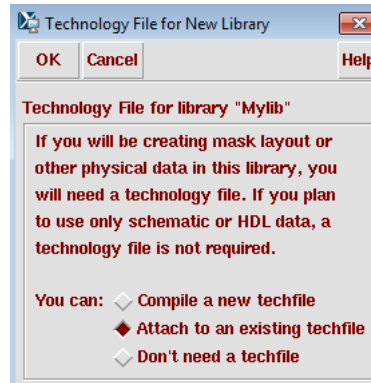 Technology File for New Library
OK Cancel Help
Technology File for library "Mylib"
If you will be creating mask layout or
other physical data in this library, you
will need a technology file. If you plan
to use only schematic or HDL data, a
technology file is not required.
You can: Compile a new techfile
Attach to an existing techfile
Don't need a techfile